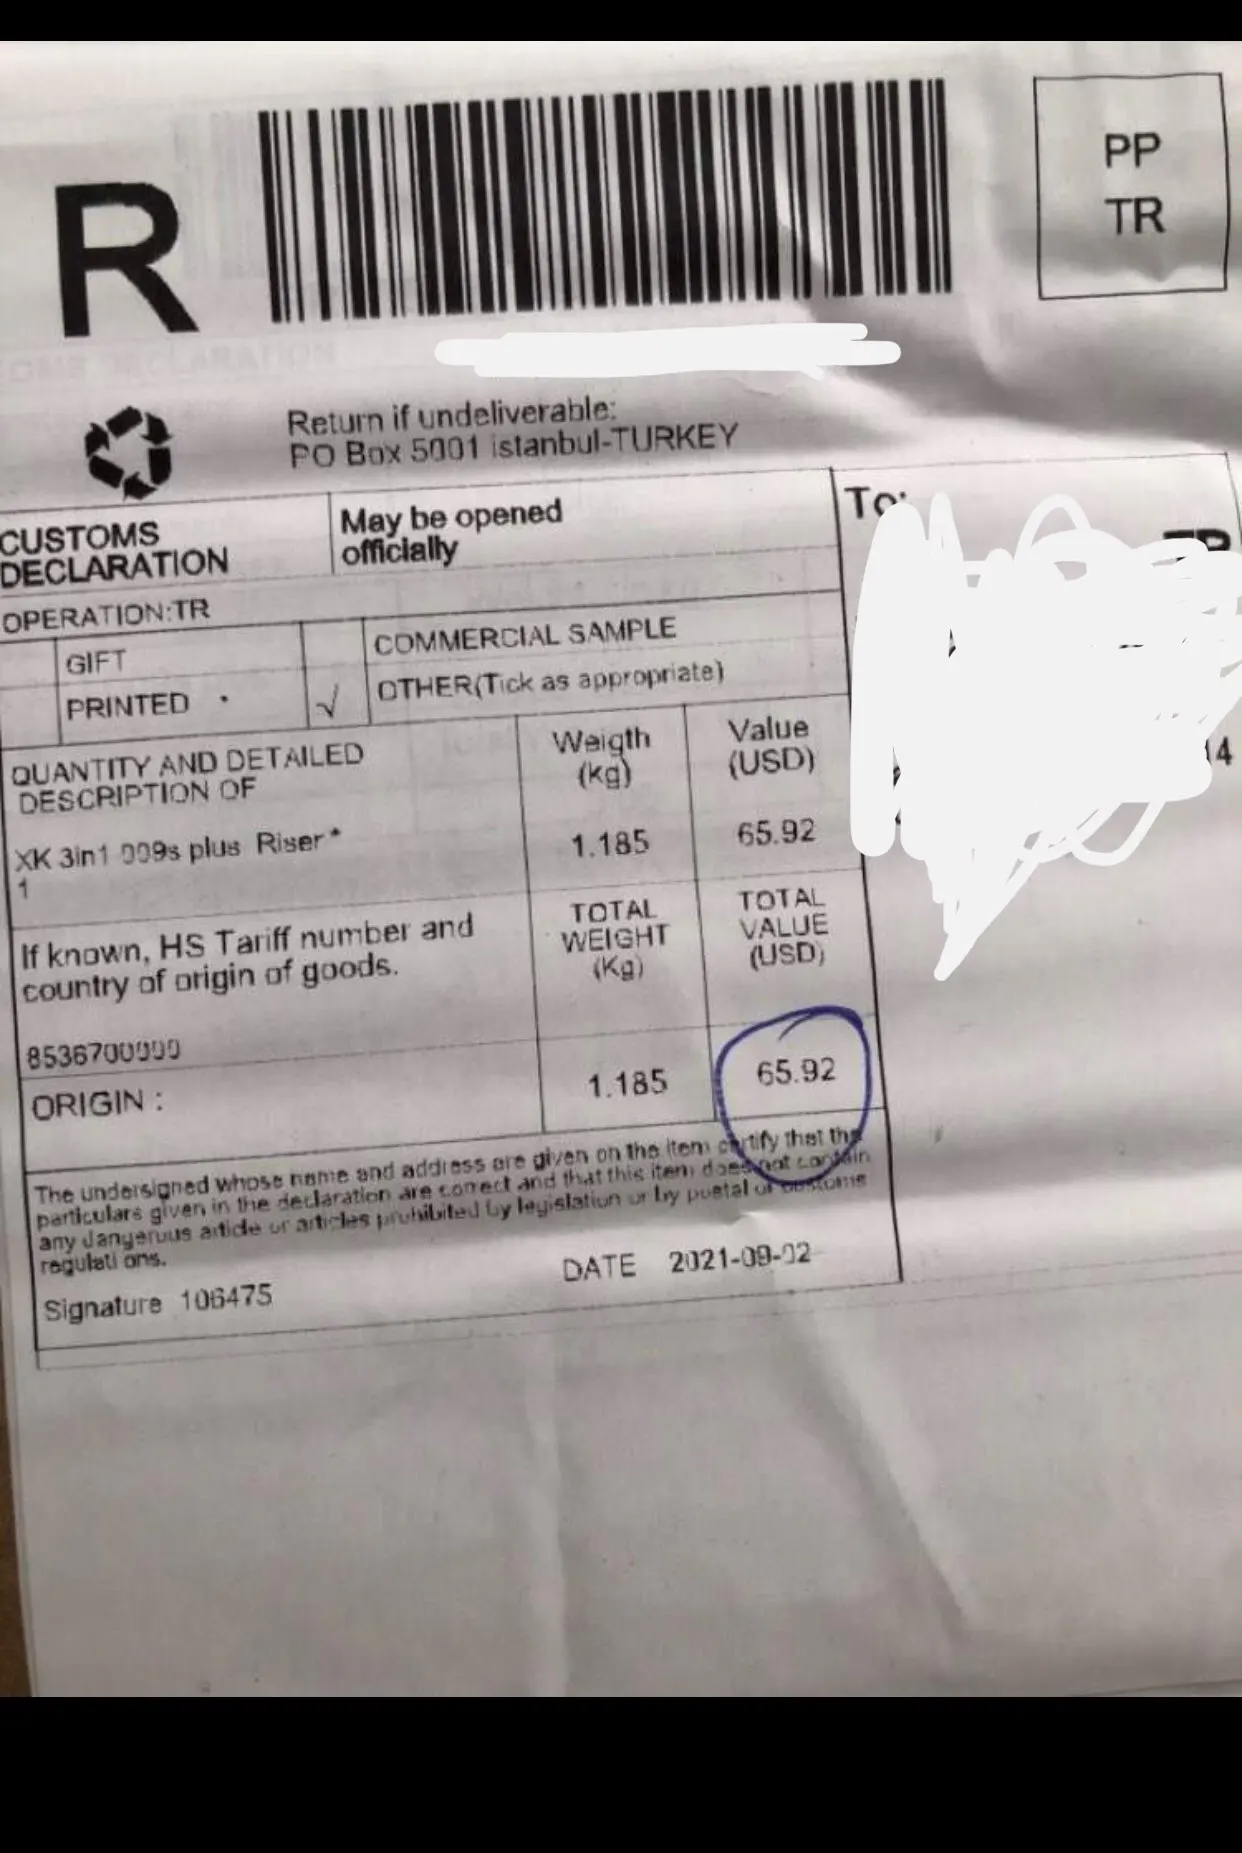 R
PP
TR
Return if undeliverable:
PO Box 5001 istanbul-TURKEY
CUSTOMS
DECLARATION
May be opened
officially
To:
TR
OPERATION:TR
GIFT
COMMERCIAL SAMPLE
PRINTED
√
OTHER(Tick as appropriate)
QUANTITY AND DETAILED
DESCRIPTION OF
Weigth
(kg)
Value
(USD)
14
XK 3in1 009s plus Riser*
1
1.185
65.92
If known, HS Tariff number and
country of origin of goods.
TOTAL
WEIGHT
(Kg)
TOTAL
VALUE
(USD)
8536700000
ORIGIN :
1.185
65.92
The undersigned whose name and address are given on the item certify that the
particulars given in the declaration are correct and that this item does not contain
any dangerous article or articles prohibited by legislation or by postal or customs
regulati ons.
Signature 106475
DATE 2021-09-02